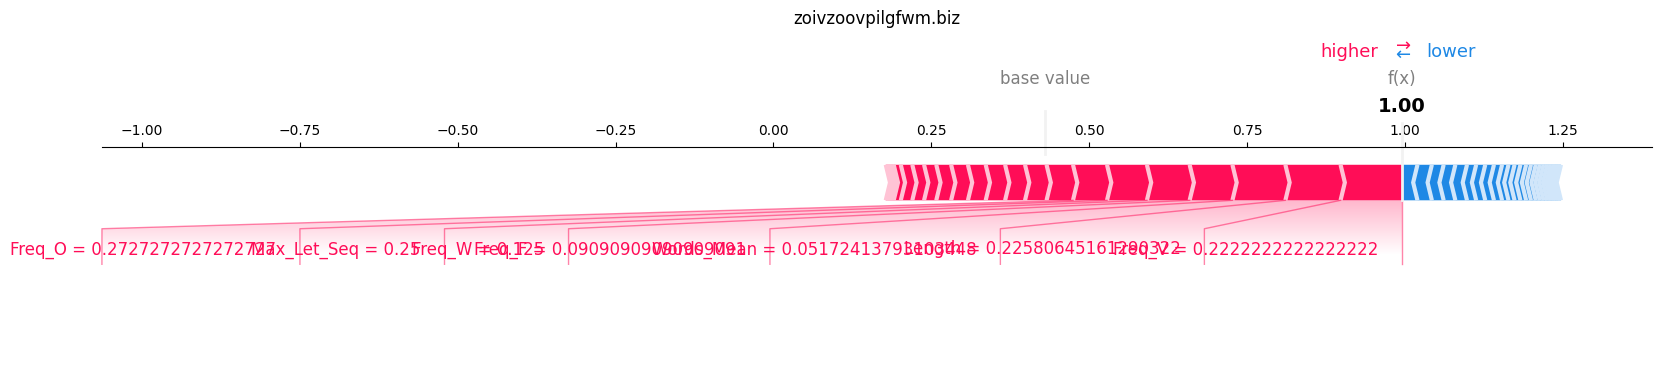 zoivzoovpilgfwm.biz
higher ⇄ lower
base value f(x)
1.00
−1.00 −0.75 −0.50 −0.25 0.00 0.25 0.50 0.75 1.00 1.25
Freq_O = 0.2727272727272727 Max_Let_Seq = 0.25 Freq_W = 0.125 Freq_F = 0.09090909090909091 Words_Mean = 0.05172413793103448 Length = 0.22580645161290322 Freq_V = 0.2222222222222222